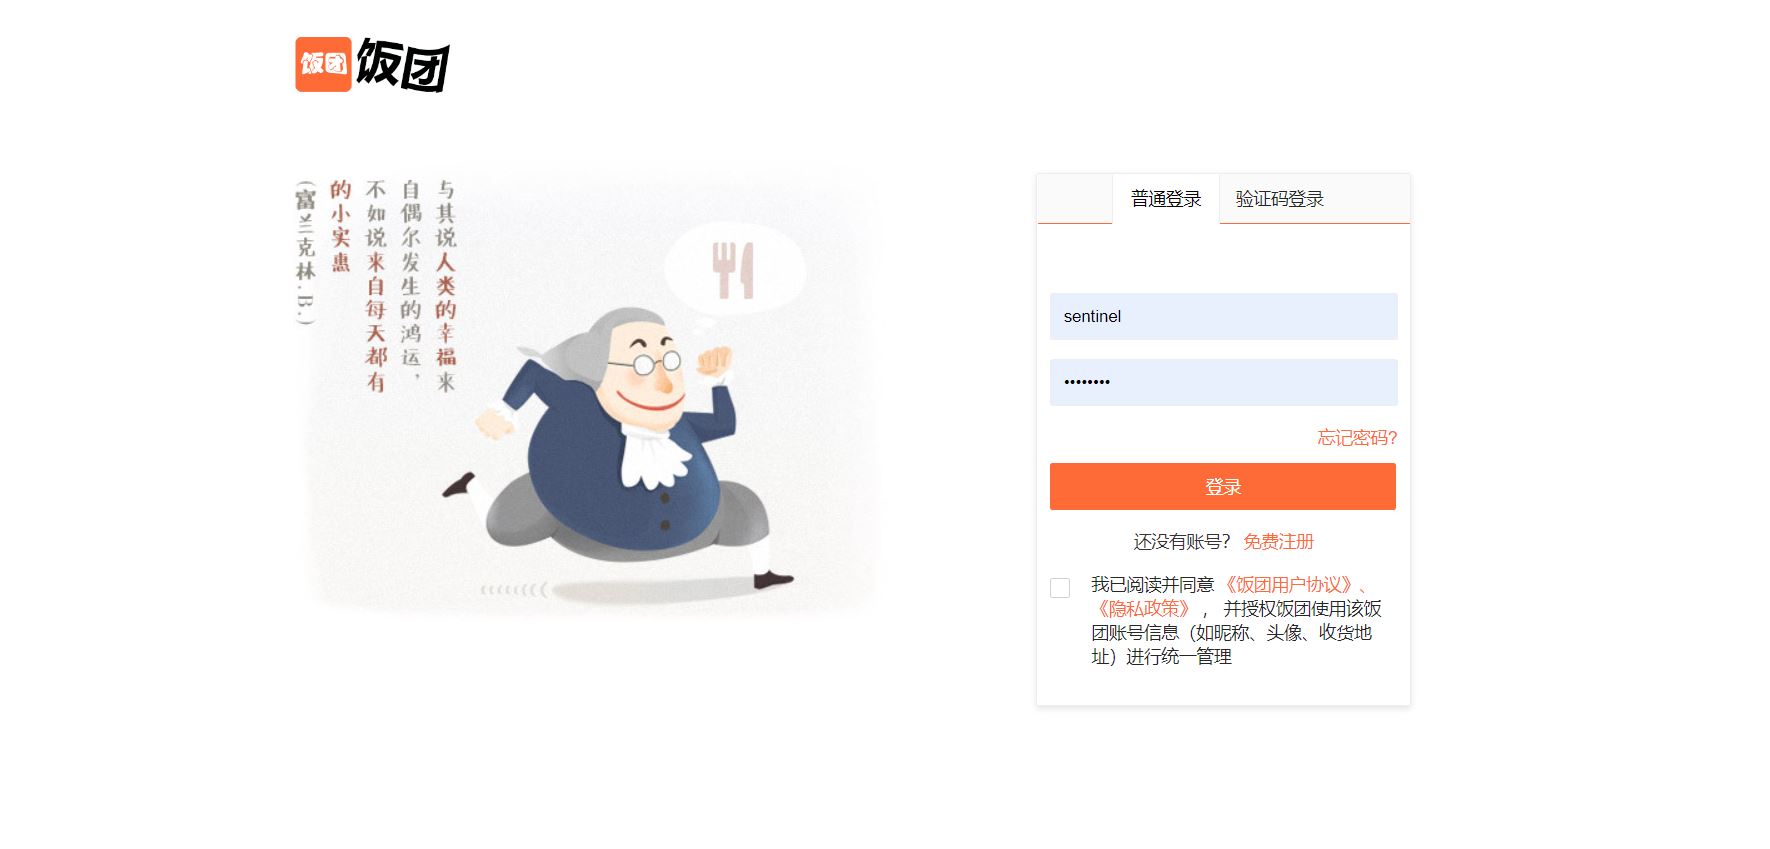 饭团
饭团
与其说人类的幸福来
自偶尔发生的鸿运，
不如说来自每天都有
的小实惠
(富兰克林.B.)
普通登录
验证码登录
sentinel
••••••••
忘记密码?
登录
还没有账号? 免费注册
我已阅读并同意《饭团用户协议》、
《隐私政策》， 并授权饭团使用该饭
团账号信息（如昵称、头像、收货地
址）进行统一管理